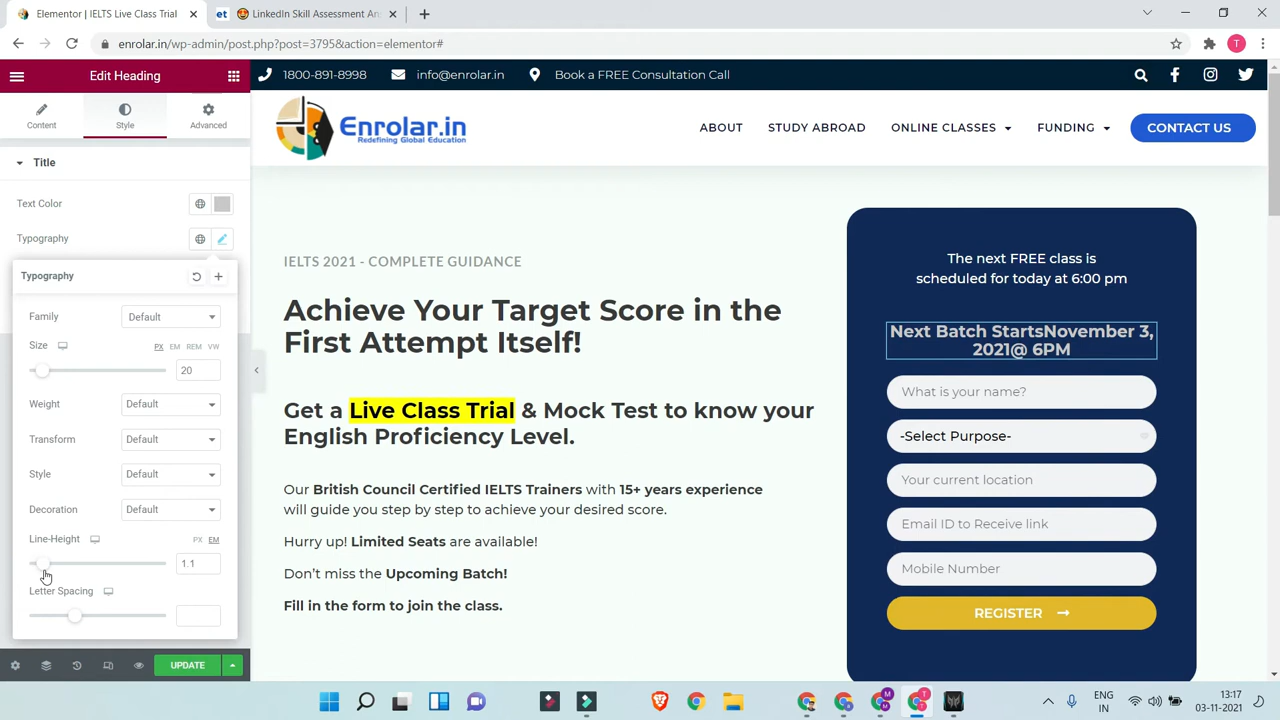 Elementor | IELTS Live Class Trial
et
LinkedIn Skill Assessment An
enrolar.in/wp-admin/post.php?post=3795&action=elementor#
T
Edit Heading
Content
Style
Advanced
Title
Text Color
Typography
Typography
Family
Default
Size
PX EM REM VW
20
Weight
Default
Transform
Default
Style
Default
Decoration
Default
Line-Height
PX EM
1.1
Letter Spacing
UPDATE
1800-891-8998
info@enrolar.in
Book a FREE Consultation Call
Enrolar.in
Redefining Global Education
ABOUT
STUDY ABROAD
ONLINE CLASSES
FUNDING
CONTACT US
IELTS 2021 - COMPLETE GUIDANCE
Achieve Your Target Score in the
First Attempt Itself!
Get a Live Class Trial & Mock Test to know your
English Proficiency Level.
Our British Council Certified IELTS Trainers with 15+ years experience
will guide you step by step to achieve your desired score.
Hurry up! Limited Seats are available!
Don't miss the Upcoming Batch!
Fill in the form to join the class.
The next FREE class is
scheduled for today at 6:00 pm
Next Batch StartsNovember 3,
2021@ 6PM
What is your name?
-Select Purpose-
Your current location
Email ID to Receive link
Mobile Number
REGISTER
M
T
ENG
IN
13:17
03-11-2021